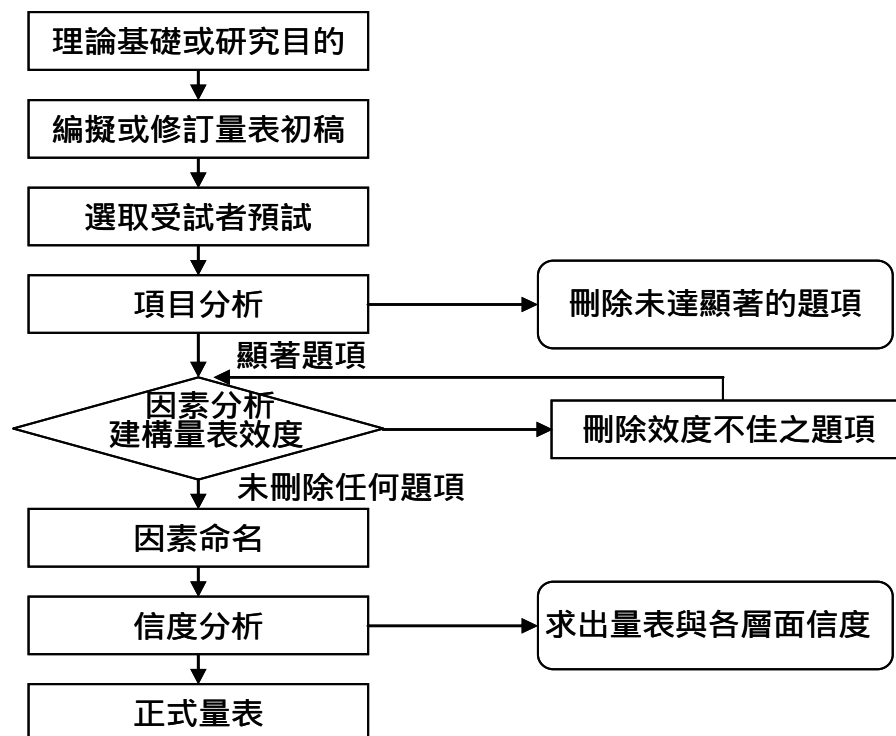 理論基礎或研究目的
編擬或修訂量表初稿
選取受試者預試
項目分析
刪除未達顯著的題項
顯著題項
因素分析
建構量表效度
刪除效度不佳之題項
未刪除任何題項
因素命名
信度分析
求出量表與各層面信度
正式量表